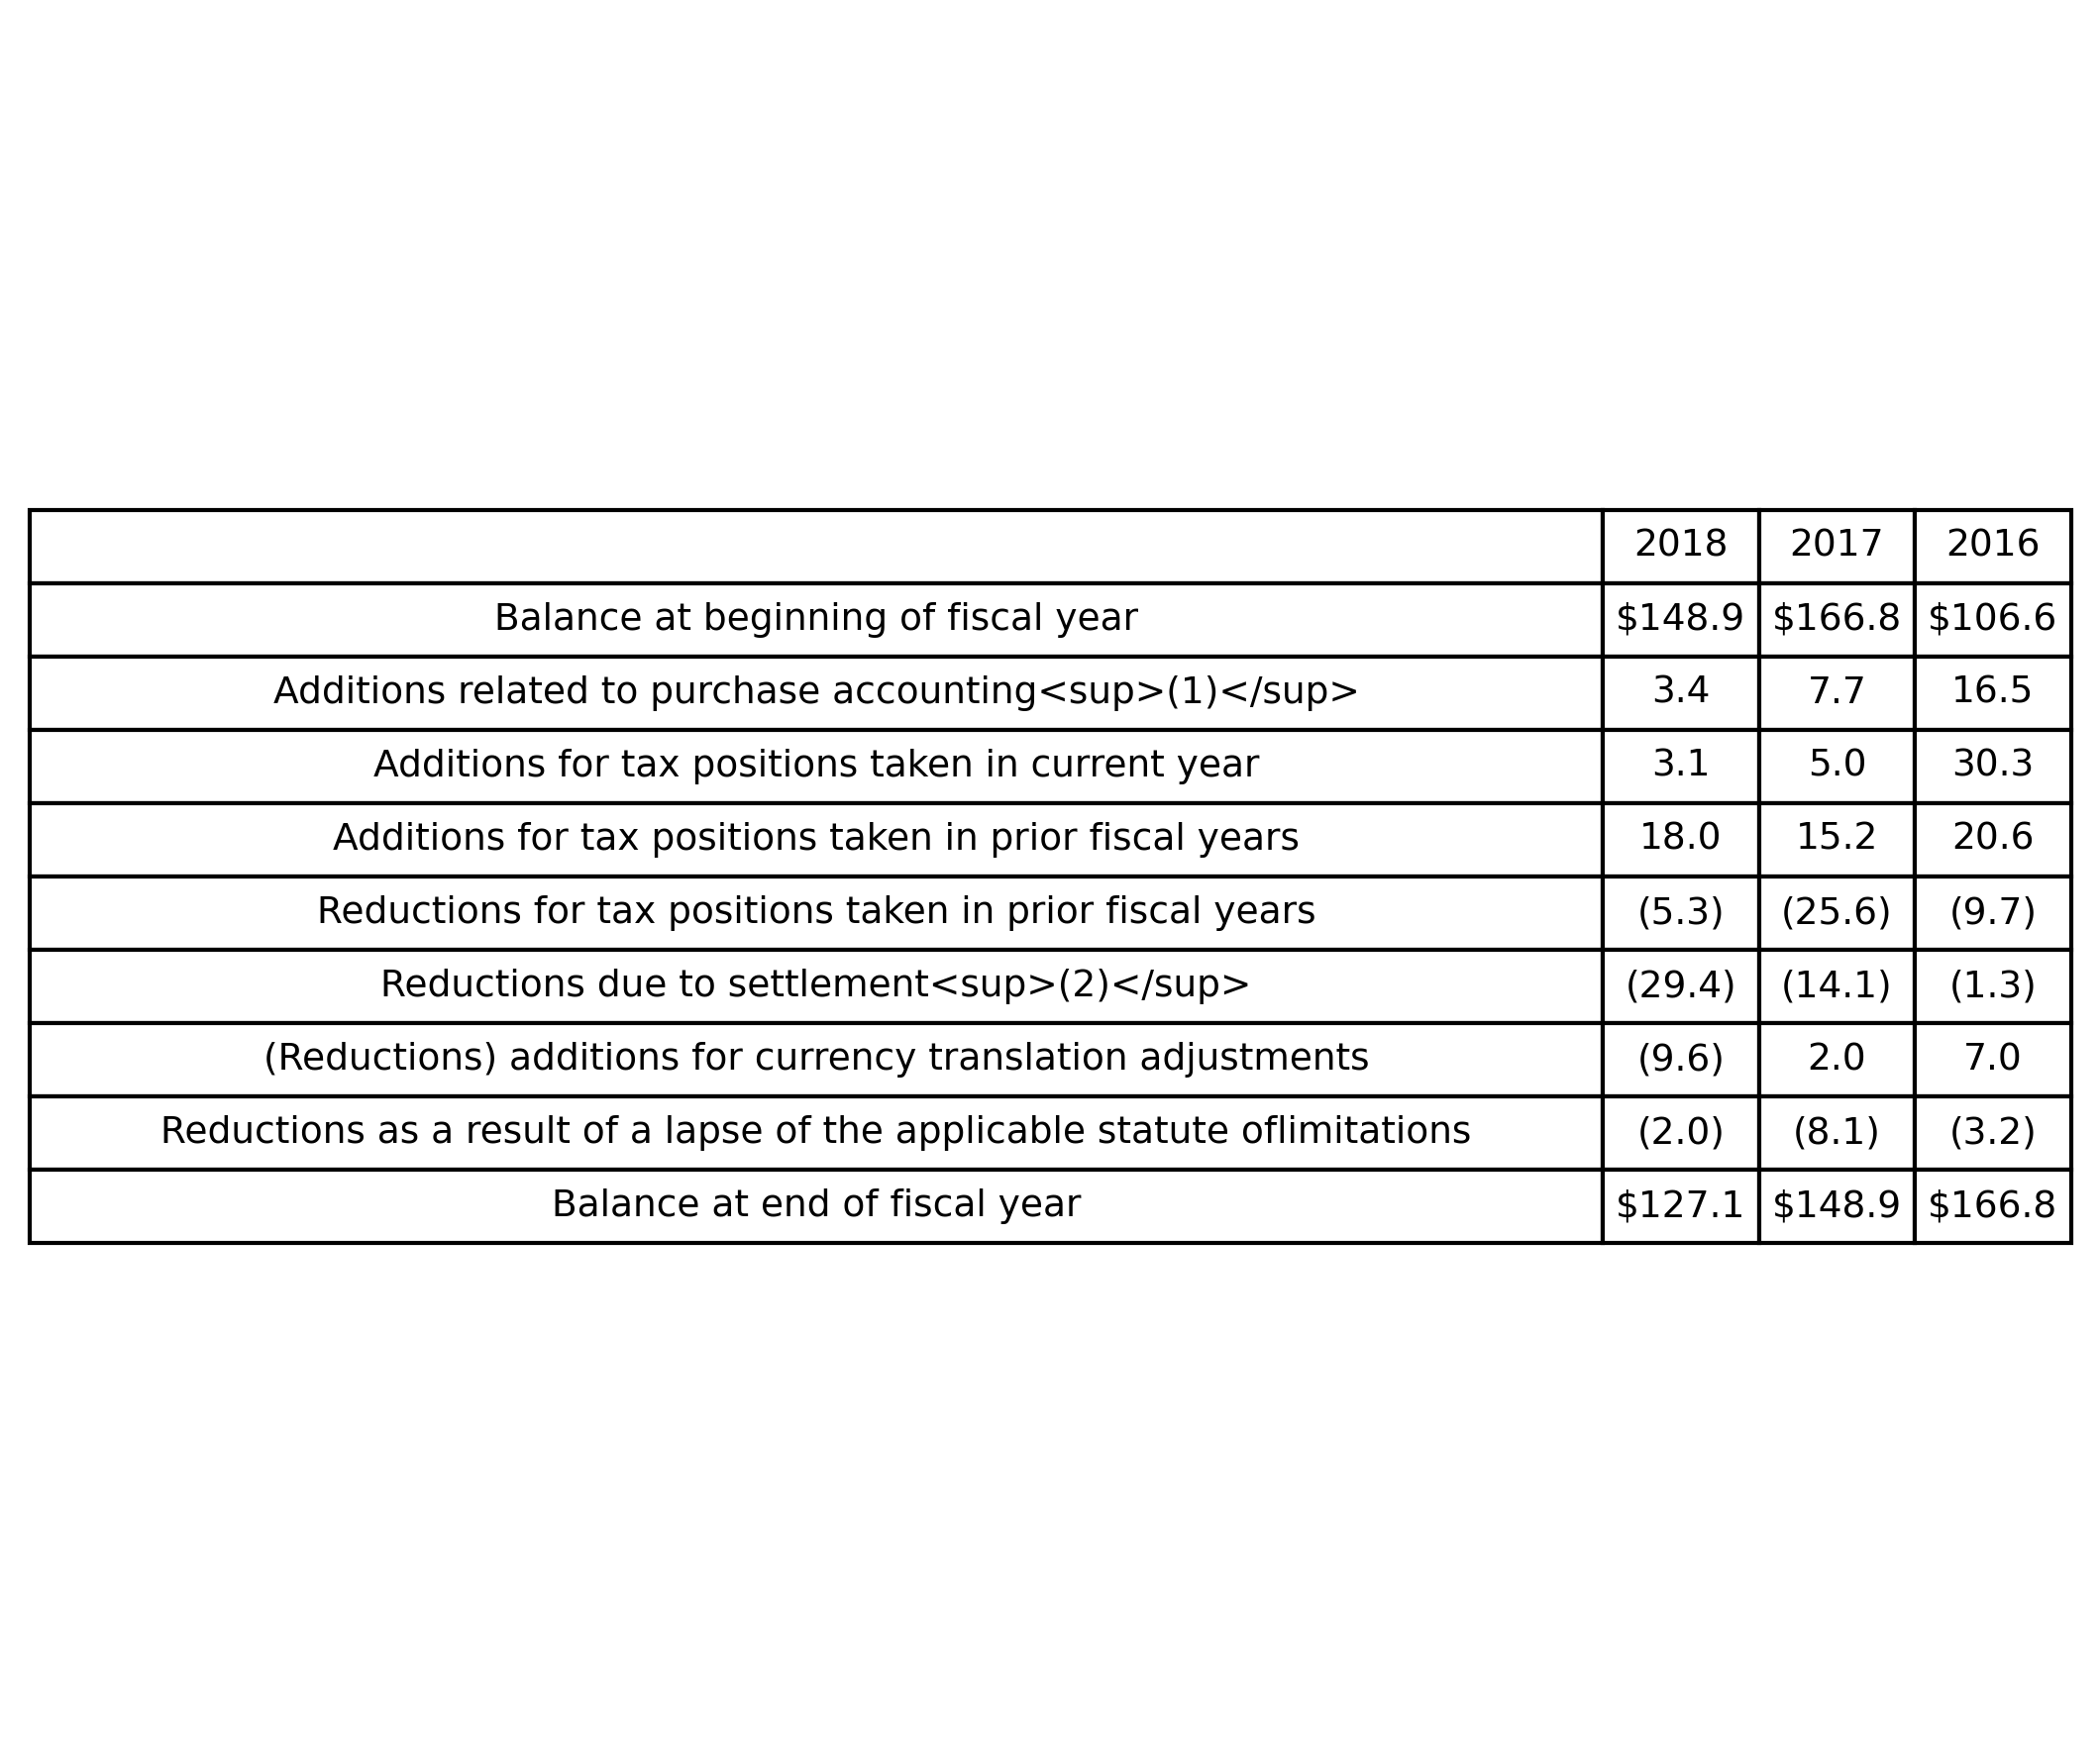 2018 2017 2016
Balance at beginning of fiscal year $148.9 $166.8 $106.6
Additions related to purchase accounting<sup>(1)</sup> 3.4 7.7 16.5
Additions for tax positions taken in current year 3.1 5.0 30.3
Additions for tax positions taken in prior fiscal years 18.0 15.2 20.6
Reductions for tax positions taken in prior fiscal years (5.3) (25.6) (9.7)
Reductions due to settlement<sup>(2)</sup> (29.4) (14.1) (1.3)
(Reductions) additions for currency translation adjustments (9.6) 2.0 7.0
Reductions as a result of a lapse of the applicable statute oflimitations (2.0) (8.1) (3.2)
Balance at end of fiscal year $127.1 $148.9 $166.8